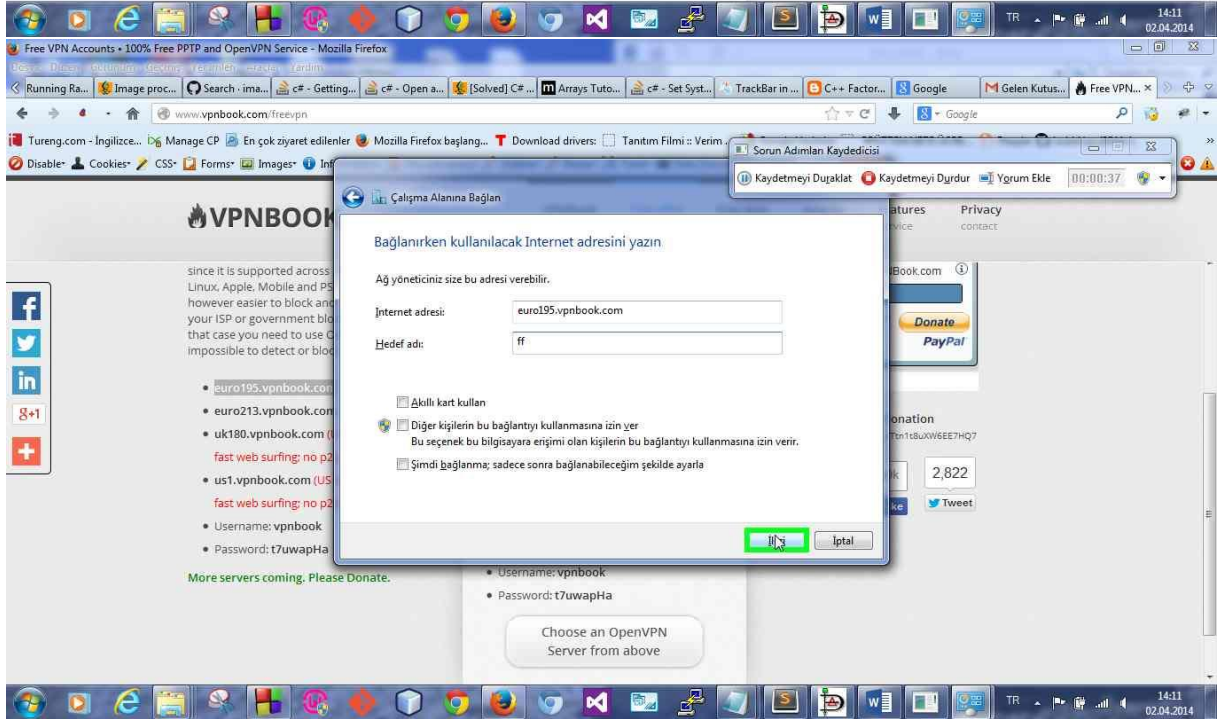 TR
14:11
02.04.2014
Free VPN Accounts • 100% Free PPTP and OpenVPN Service - Mozilla Firefox
Running Ra...
Image proc...
Search · ima...
c# - Getting...
c# - Open a...
[Solved] C# ...
Arrays Tuto...
c# - Set Syst...
TrackBar in ...
C++ Factor...
Google
Gelen Kutus...
Free VPN...
www.vpnbook.com/freevpn
Google
Tureng.com - İngilizce...
Manage CP
En çok ziyaret edilenler
Mozilla Firefox başlang...
Download drivers:
Tanıtım Filmi :: Verim
Disable
Cookies
CSS
Forms
Images
Sorun Adımları Kaydedicisi
Kaydetmeyi Duraklat
Kaydetmeyi Durdur
Yorum Ekle
00:00:37
Çalışma Alanına Bağlan
VPNBOOK
atures
Privacy
vice
contact
Bağlanırken kullanılacak Internet adresini yazın
Ağ yöneticiniz size bu adresi verebilir.
Internet adresi:
euro195.vpnbook.com
Hedef adı:
ff
Akıllı kart kullan
Diğer kişilerin bu bağlantıyı kullanmasına izin ver
Bu seçenek bu bilgisayara erişimi olan kişilerin bu bağlantıyı kullanmasına izin verir.
Şimdi bağlanma; sadece sonra bağlanabileceğim şekilde ayarla
İptal
since it is supported across
Linux, Apple, Mobile and PS
however easier to block and
your ISP or government blo
that case you need to use O
impossible to detect or bloc
euro195.vpnbook.com
euro213.vpnbook.com
uk180.vpnbook.com (
fast web surfing; no p2
us1.vpnbook.com (US
fast web surfing; no p2
Username: vpnbook
Password: t7uwapHa
More servers coming. Please Donate.
Book.com
Donate
PayPal
onation
2,822
Tweet
Username: vpnbook
Password: t7uwapHa
Choose an OpenVPN
Server from above
TR
14:11
02.04.2014